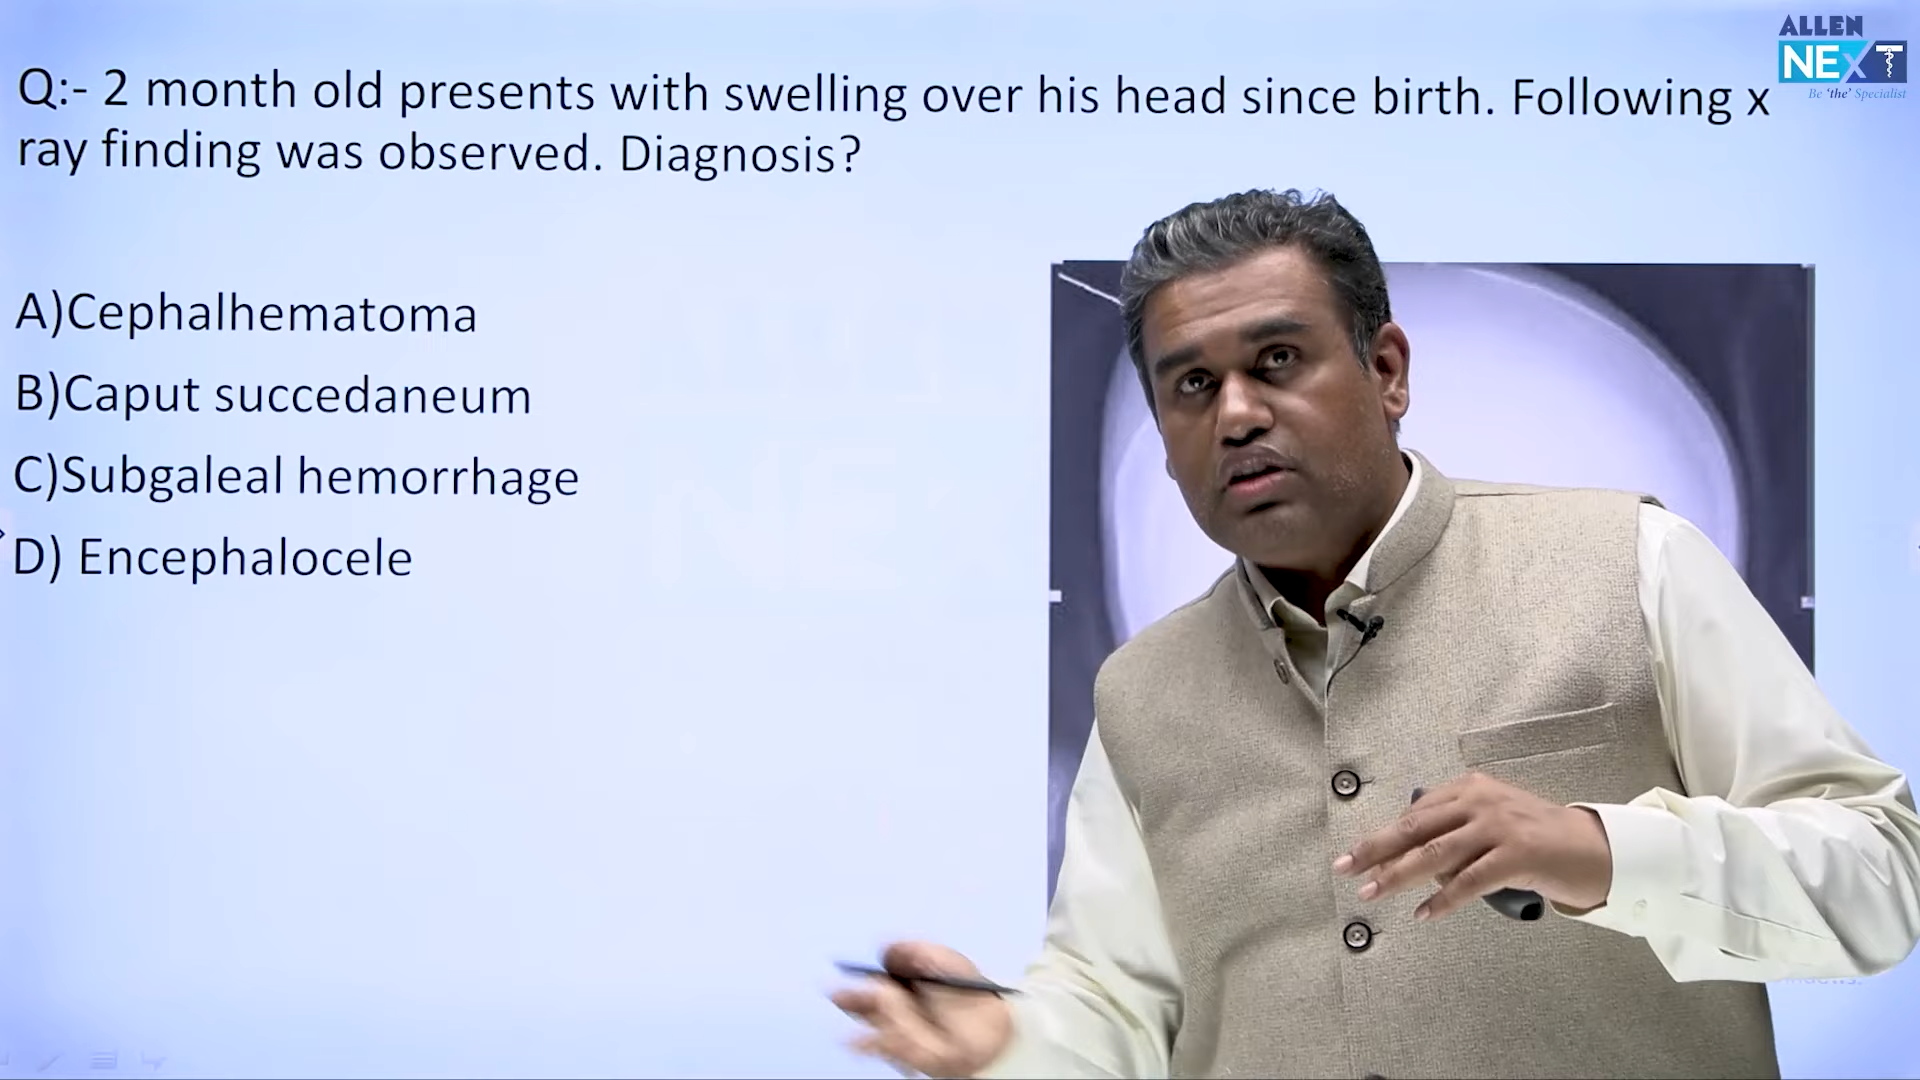 ALLEN
NEXT
Be 'the' Specialist
Q:- 2 month old presents with swelling over his head since birth. Following x
ray finding was observed. Diagnosis?
A)Cephalhematoma
B)Caput succedaneum
C)Subgaleal hemorrhage
D) Encephalocele